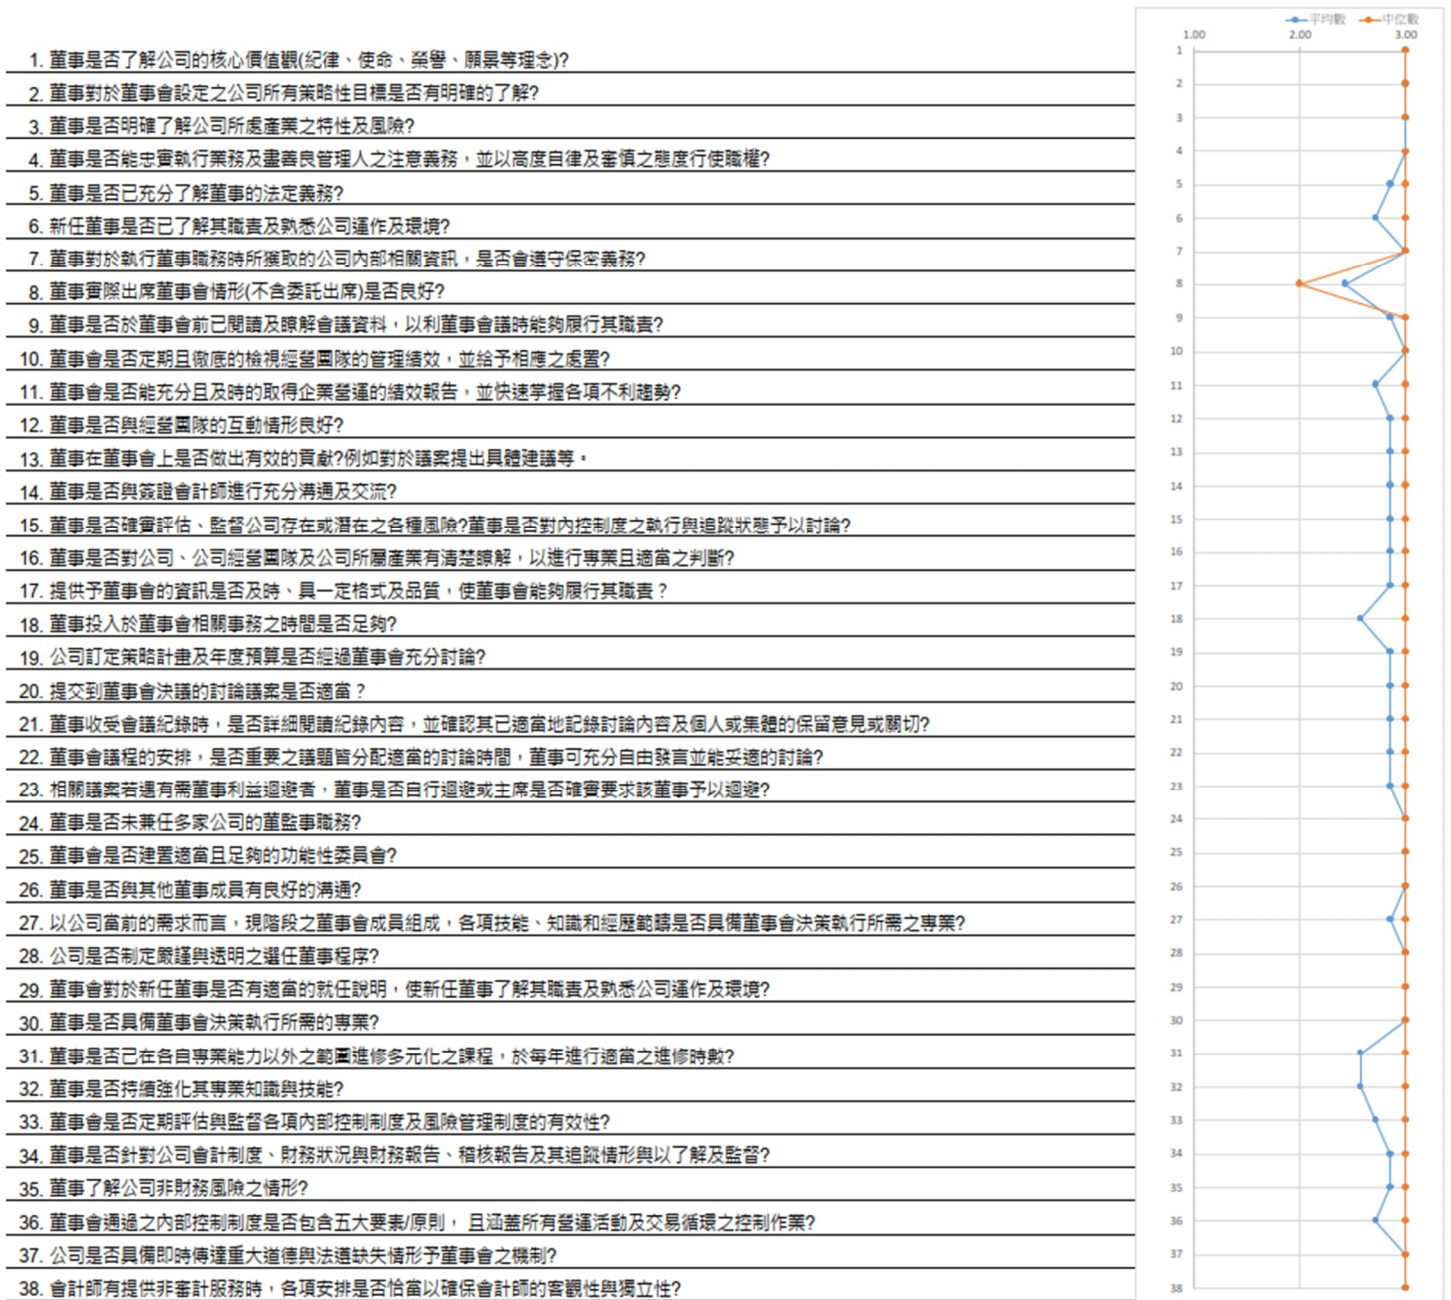 平均數 中位數
1.00 2.00 3.00
1. 董事是否了解公司的核心價值觀(紀律、使命、榮譽、願景等理念)?
2. 董事對於董事會設定之公司所有策略性目標是否有明確的了解?
3. 董事是否明確了解公司所處產業之特性及風險?
4. 董事是否能忠實執行業務及盡善良管理人之注意義務，並以高度自律及審慎之態度行使職權?
5. 董事是否已充分了解董事的法定義務?
6. 新任董事是否已了解其職責及熟悉公司運作及環境?
7. 董事對於執行董事職務時所獲取的公司內部相關資訊，是否會遵守保密義務?
8. 董事實際出席董事會情形(不含委託出席)是否良好?
9. 董事是否於董事會前已閱讀及瞭解會議資料，以利董事會議時能夠履行其職責?
10. 董事會是否定期且徹底的檢視經營團隊的管理績效，並給予相應之處置?
11. 董事會是否能充分且及時的取得企業營運的績效報告，並快速掌握各項不利趨勢?
12. 董事是否與經營團隊的互動情形良好?
13. 董事在董事會上是否做出有效的貢獻?例如對於議案提出具體建議等。
14. 董事是否與簽證會計師進行充分溝通及交流?
15. 董事是否確實評估、監督公司存在或潛在之各種風險?董事是否對內控制度之執行與追蹤狀態予以討論?
16. 董事是否對公司、公司經營團隊及公司所屬產業有清楚瞭解，以進行專業且適當之判斷?
17. 提供予董事會的資訊是否及時、具一定格式及品質，使董事會能夠履行其職責？
18. 董事投入於董事會相關事務之時間是否足夠?
19. 公司訂定策略計畫及年度預算是否經過董事會充分討論?
20. 提交到董事會決議的討論議案是否適當？
21. 董事收受會議紀錄時，是否詳細閱讀紀錄內容，並確認其已適當地記錄討論內容及個人或集體的保留意見或關切?
22. 董事會議程的安排，是否重要之議題皆分配適當的討論時間，董事可充分自由發言並能妥適的討論?
23. 相關議案若遇有需董事利益迴避者，董事是否自行迴避或主席是否確實要求該董事予以迴避?
24. 董事是否未兼任多家公司的董監事職務?
25. 董事會是否建置適當且足夠的功能性委員會?
26. 董事是否與其他董事成員有良好的溝通?
27. 以公司當前的需求而言，現階段之董事會成員組成，各項技能、知識和經歷範疇是否具備董事會決策執行所需之專業?
28. 公司是否制定嚴謹與透明之選任董事程序?
29. 董事會對於新任董事是否有適當的就任說明，使新任董事了解其職責及熟悉公司運作及環境?
30. 董事是否具備董事會決策執行所需的專業?
31. 董事是否已在各自專業能力以外之範圍進修多元化之課程，於每年進行適當之進修時數?
32. 董事是否持續強化其專業知識與技能?
33. 董事會是否定期評估與監督各項內部控制制度及風險管理制度的有效性?
34. 董事是否針對公司會計制度、財務狀況與財務報告、稽核報告及其追蹤情形與以了解及監督?
35. 董事了解公司非財務風險之情形?
36. 董事會通過之內部控制制度是否包含五大要素/原則， 且涵蓋所有營運活動及交易循環之控制作業?
37. 公司是否具備即時傳達重大道德與法遵缺失情形予董事會之機制?
38. 會計師有提供非審計服務時，各項安排是否恰當以確保會計師的客觀性與獨立性?
1
2
3
4
5
6
7
8
9
10
11
12
13
14
15
16
17
18
19
20
21
22
23
24
25
26
27
28
29
30
31
32
33
34
35
36
37
38